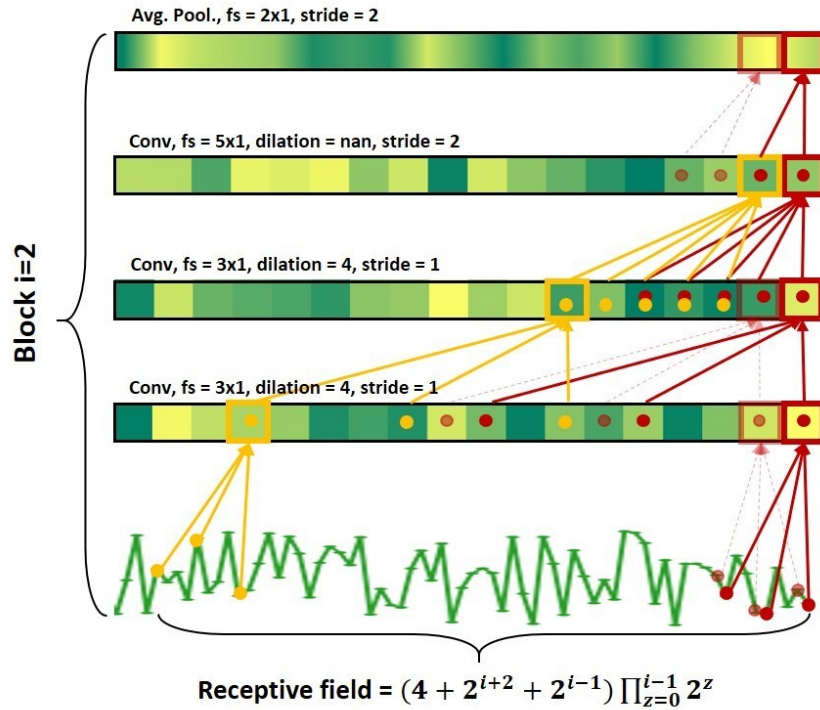 Avg. Pool., fs = 2x1, stride = 2
Conv, fs = 5x1, dilation = nan, stride = 2
Conv, fs = 3x1, dilation = 4, stride = 1
Conv, fs = 3x1, dilation = 4, stride = 1
Block i=2
Receptive field = $(4 + 2^{i+2} + 2^{i-1}) \prod_{z=0}^{i-1} 2^z$